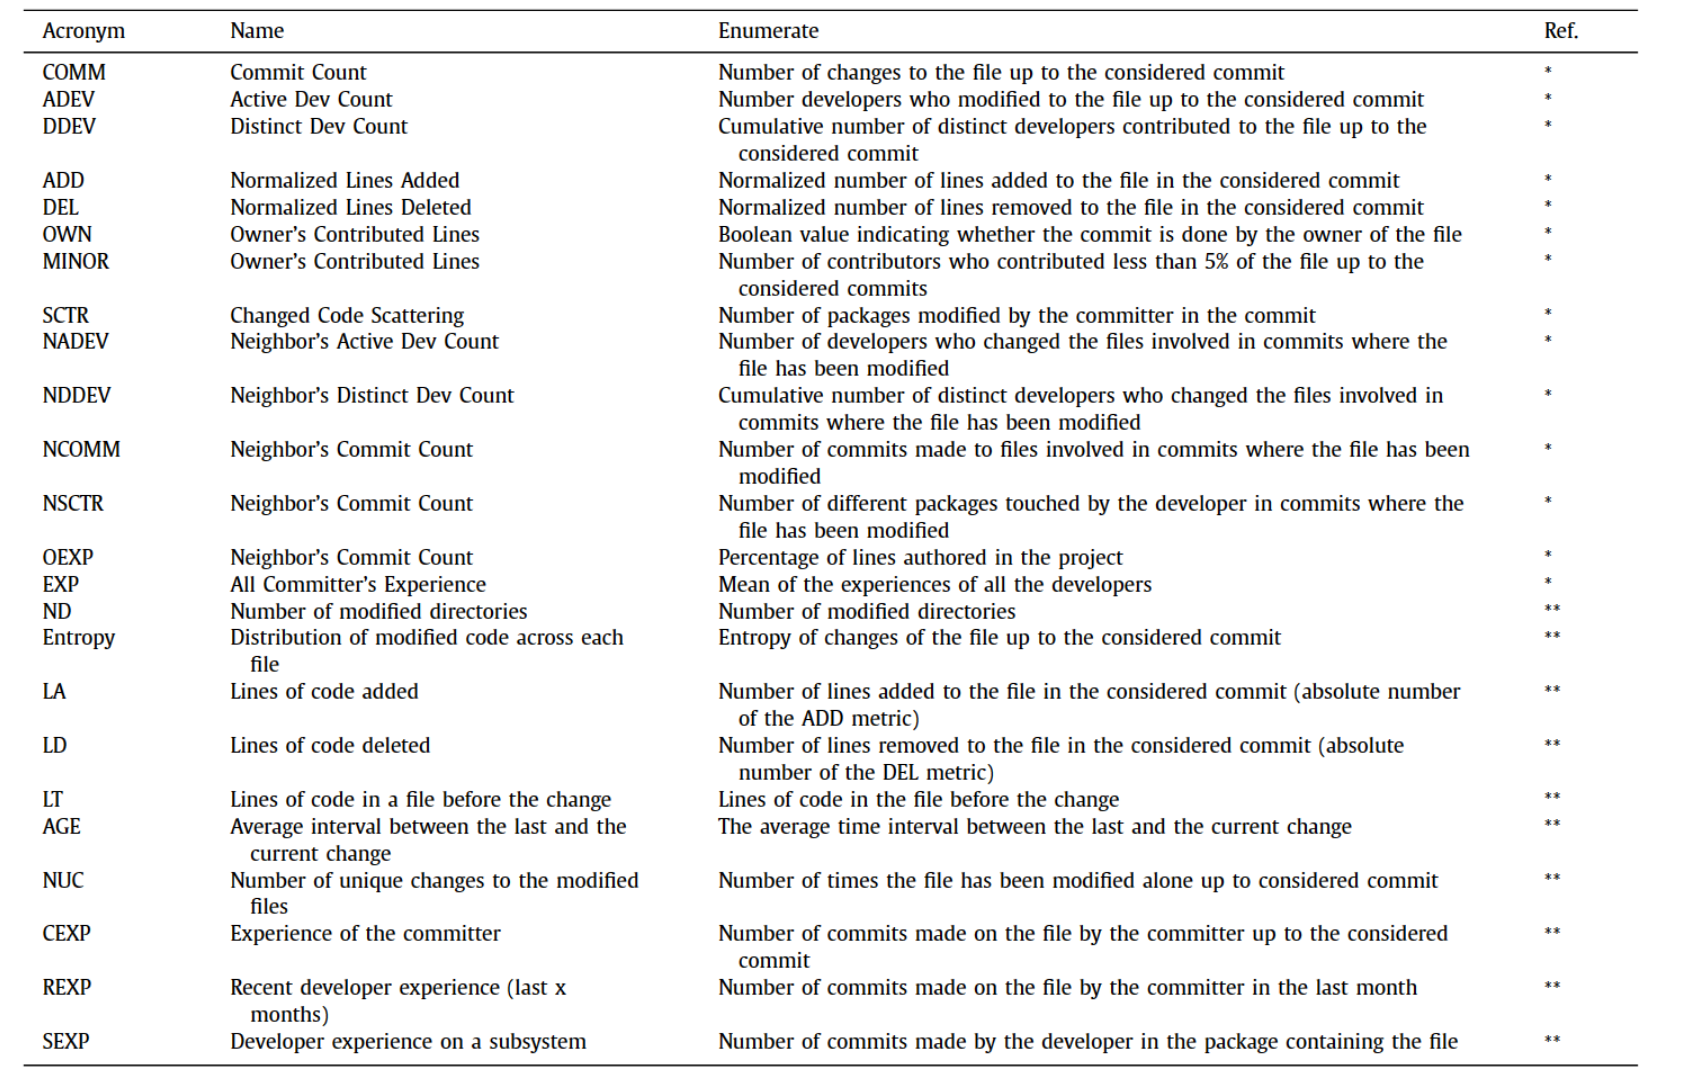 Acronym Name Enumerate Ref.
COMM Commit Count Number of changes to the file up to the considered commit *
ADEV Active Dev Count Number developers who modified to the file up to the considered commit *
DDEV Distinct Dev Count Cumulative number of distinct developers contributed to the file up to the *
considered commit
ADD Normalized Lines Added Normalized number of lines added to the file in the considered commit *
DEL Normalized Lines Deleted Normalized number of lines removed to the file in the considered commit *
OWN Owner's Contributed Lines Boolean value indicating whether the commit is done by the owner of the file *
MINOR Owner's Contributed Lines Number of contributors who contributed less than 5% of the file up to the *
considered commits
SCTR Changed Code Scattering Number of packages modified by the committer in the commit *
NADEV Neighbor's Active Dev Count Number of developers who changed the files involved in commits where the *
file has been modified
NDDEV Neighbor's Distinct Dev Count Cumulative number of distinct developers who changed the files involved in *
commits where the file has been modified
NCOMM Neighbor's Commit Count Number of commits made to files involved in commits where the file has been *
modified
NSCTR Neighbor's Commit Count Number of different packages touched by the developer in commits where the *
file has been modified
OEXP Neighbor's Commit Count Percentage of lines authored in the project *
EXP All Committer's Experience Mean of the experiences of all the developers *
ND Number of modified directories Number of modified directories **
Entropy Distribution of modified code across each Entropy of changes of the file up to the considered commit **
file
LA Lines of code added Number of lines added to the file in the considered commit (absolute number **
of the ADD metric)
LD Lines of code deleted Number of lines removed to the file in the considered commit (absolute **
number of the DEL metric)
LT Lines of code in a file before the change Lines of code in the file before the change **
AGE Average interval between the last and the The average time interval between the last and the current change **
current change
NUC Number of unique changes to the modified Number of times the file has been modified alone up to considered commit **
files
CEXP Experience of the committer Number of commits made on the file by the committer up to the considered **
commit
REXP Recent developer experience (last x Number of commits made on the file by the committer in the last month **
months)
SEXP Developer experience on a subsystem Number of commits made by the developer in the package containing the file **